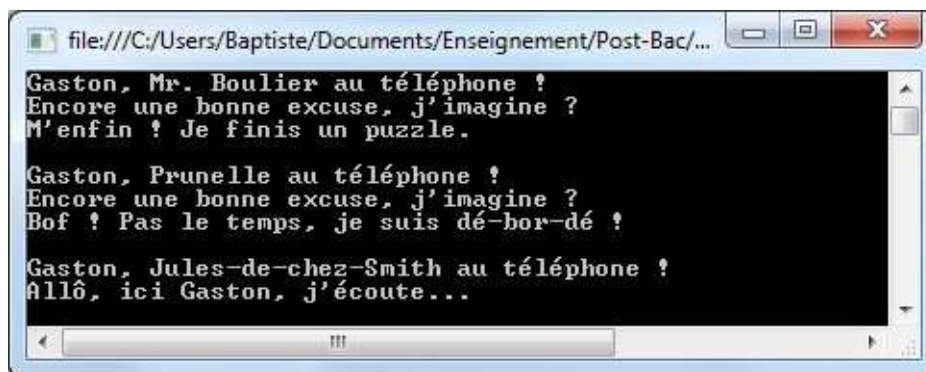 file:///C:/Users/Baptiste/Documents/Enseignement/Post-Bac/...
Gaston, Mr. Boulier au téléphone !
Encore une bonne excuse, j'imagine ?
M'enfin ! Je finis un puzzle.
Gaston, Prunelle au téléphone !
Encore une bonne excuse, j'imagine ?
Bof ! Pas le temps, je suis dé-bor-dé !
Gaston, Jules-de-chez-Smith au téléphone !
Allô, ici Gaston, j'écoute...